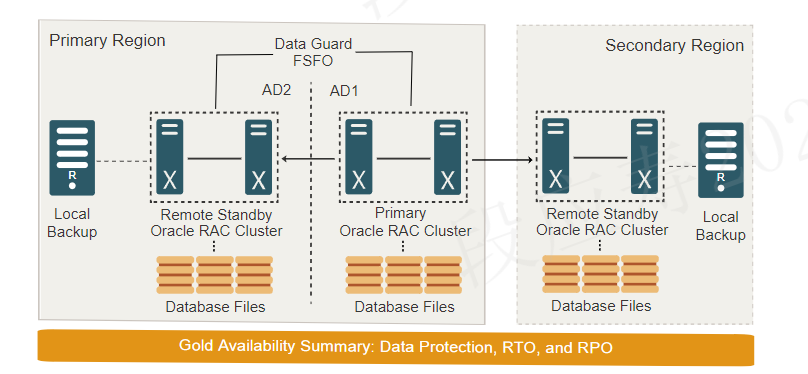 Primary Region
Data Guard
FSFO
Secondary Region
AD2
AD1
R
X
X
X
X
X
X
R
Local
Backup
Remote Standby
Oracle RAC Cluster
Primary
Oracle RAC Cluster
Remote Standby
Oracle RAC Cluster
Local
Backup
Database Files
Database Files
Database Files
Gold Availability Summary: Data Protection, RTO, and RPO